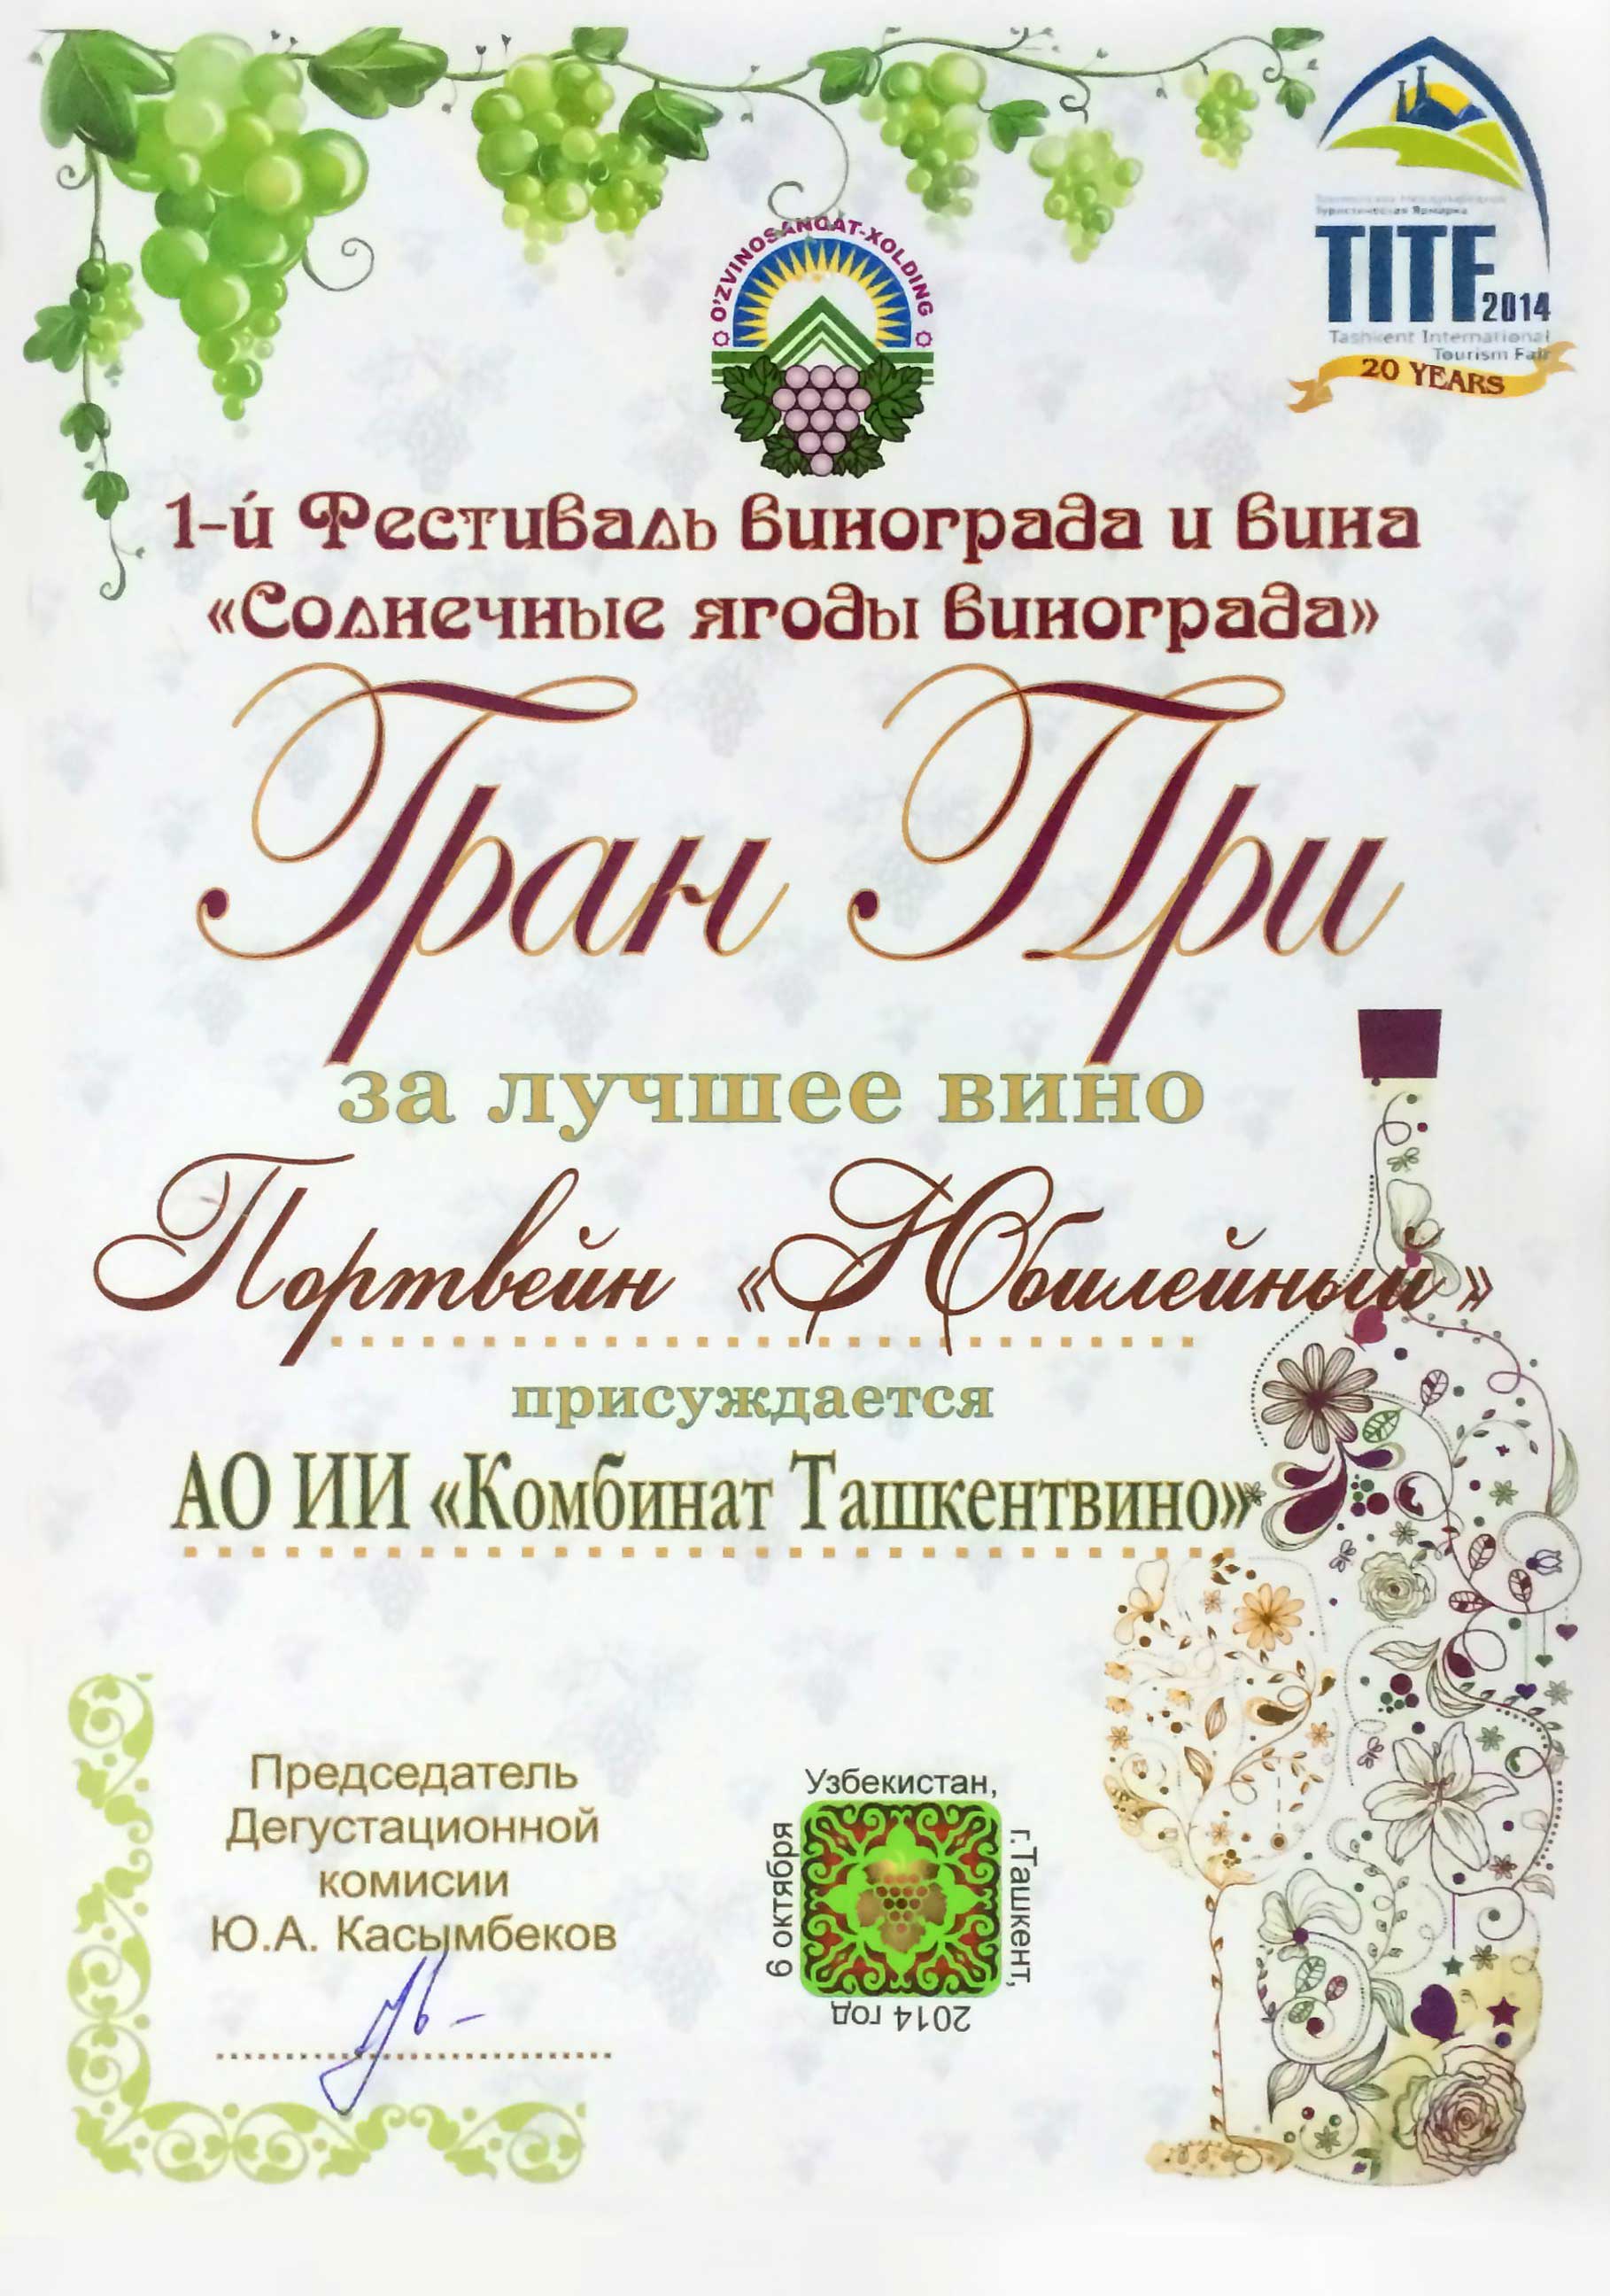 O'ZVINOSANOAT-XOLDING
Туристическая Ярмарка
TITF 2014
Tashkent International
Tourism Fair
20 YEARS
1-й Фестиваль винограда и вина
«Солнечные ягоды винограда»
Гран При
за лучшее вино
Портвейн «Юбилейный»
присуждается
АО ИИ «Комбинат Ташкентвино»
Председатель
Дегустационной
комисии
Ю.А. Касымбеков
Узбекистан,
г.Ташкент,
2014 год
6 октября